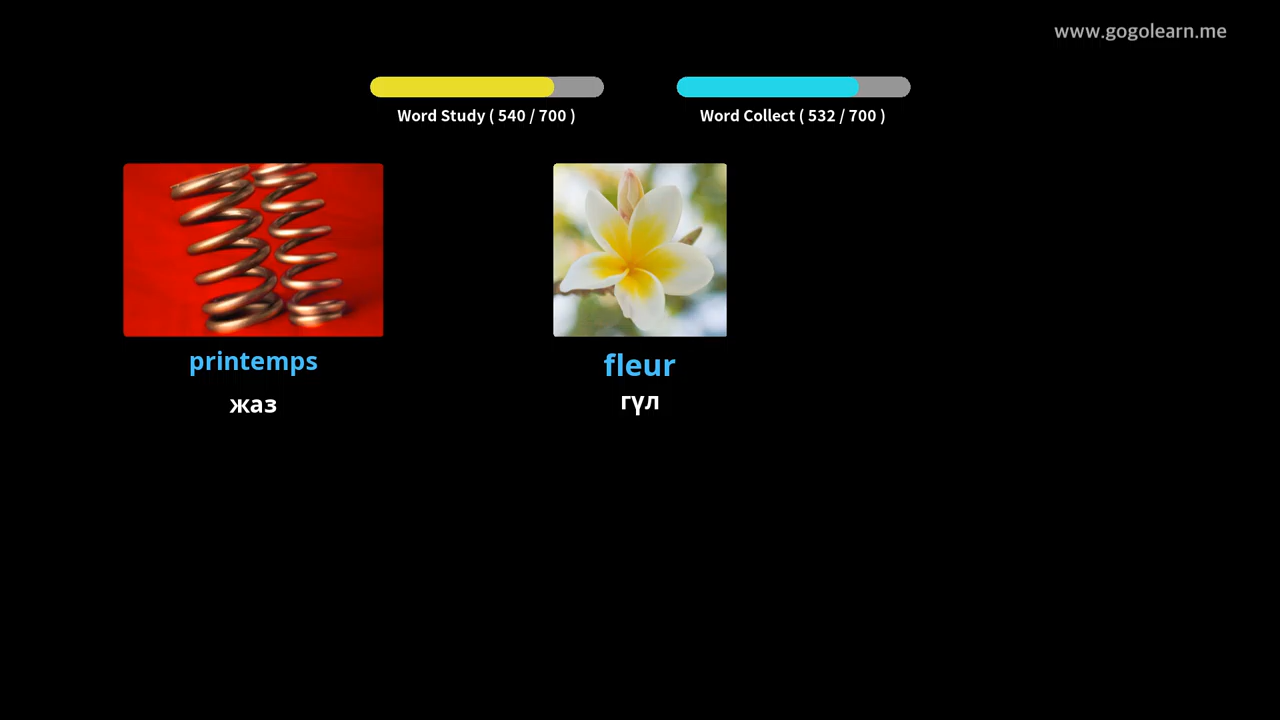 www.gogolearn.me
Word Study ( 540 / 700 )
Word Collect ( 532 / 700 )
printemps
fleur
жаз
гүл